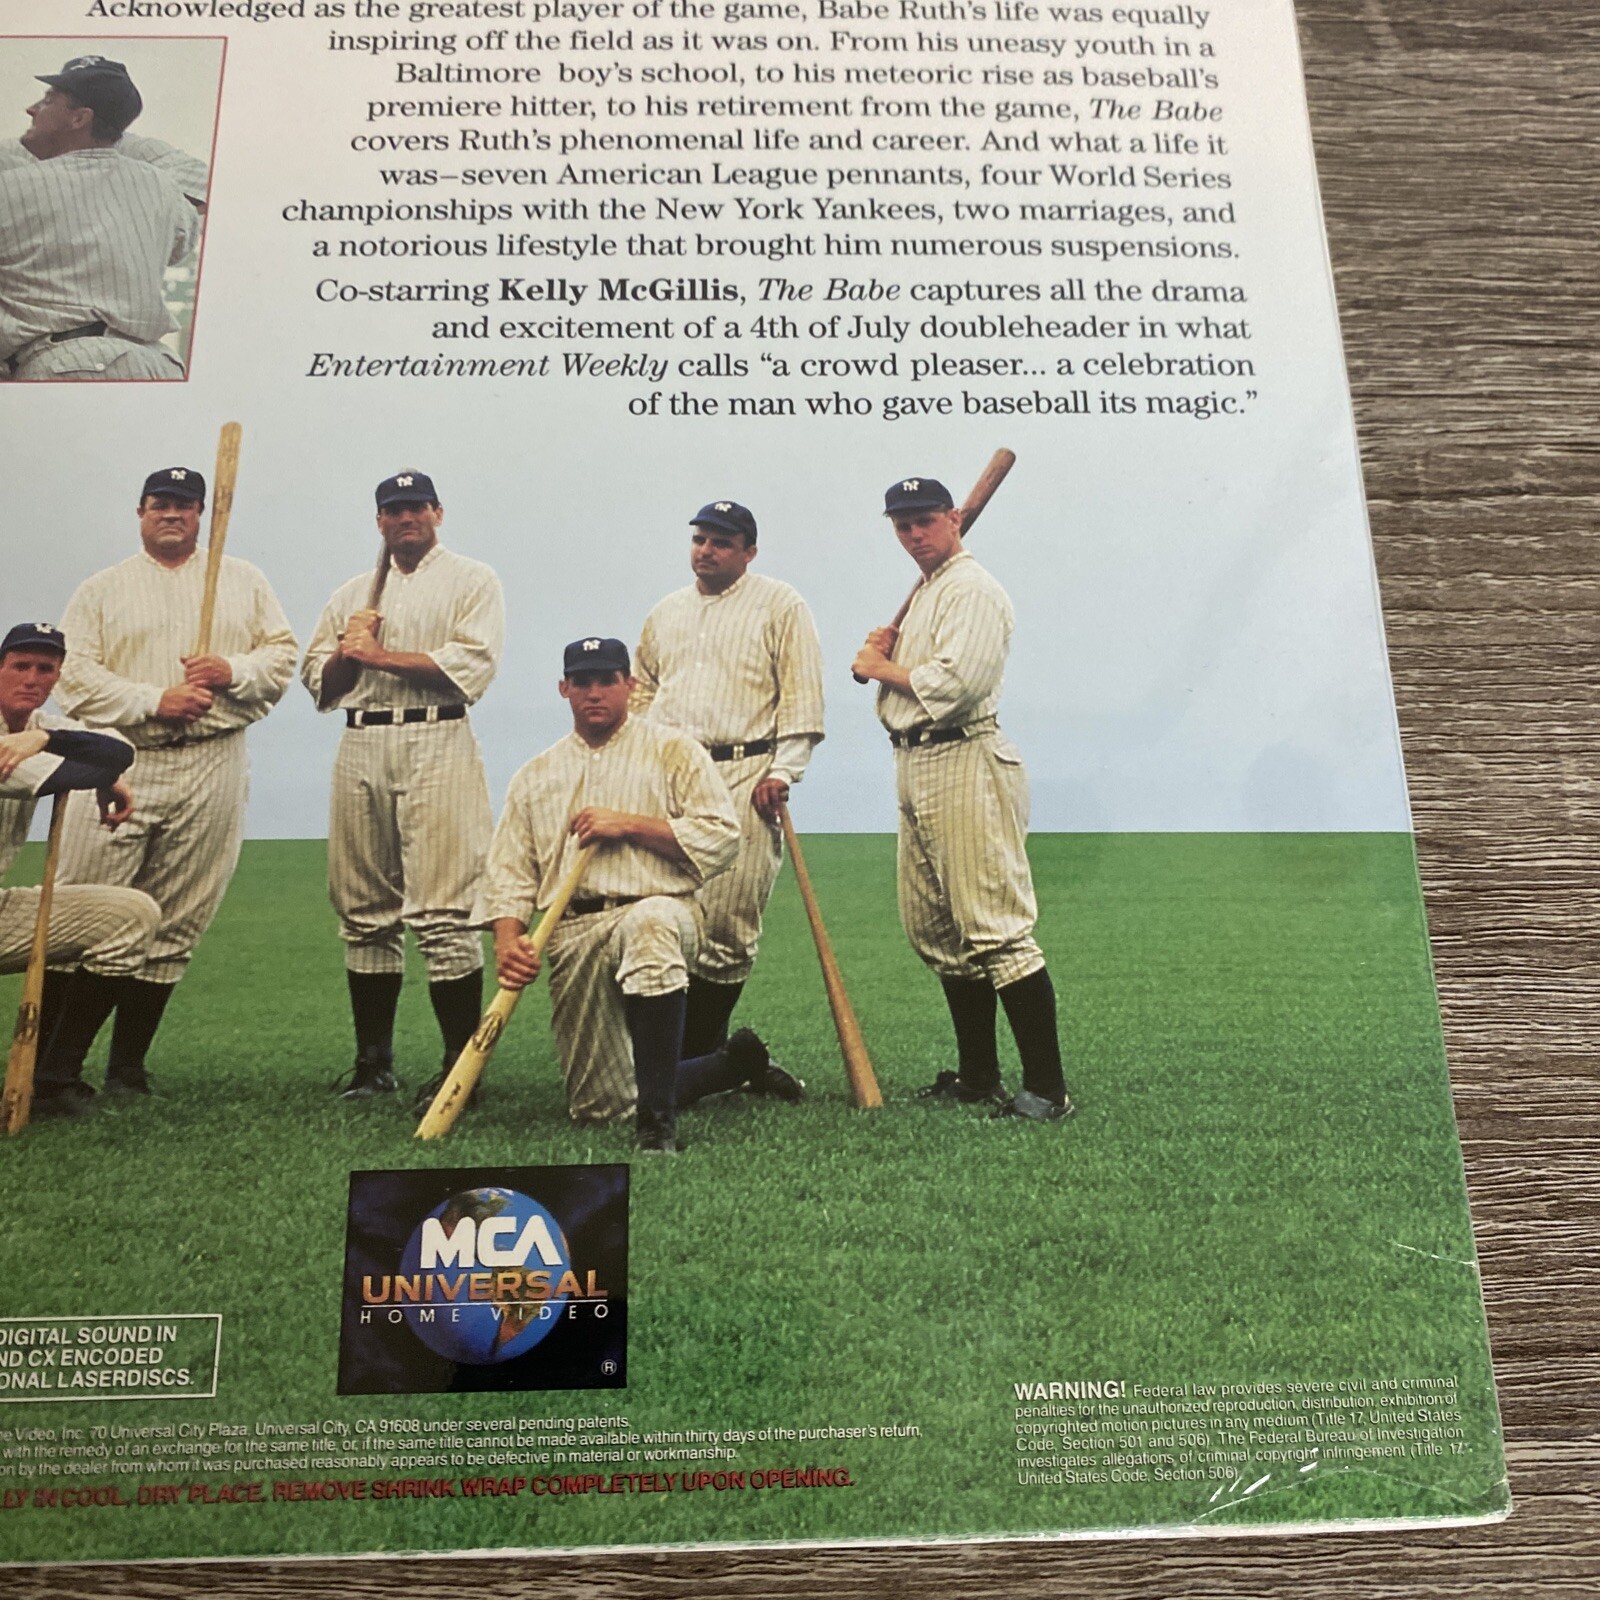 Acknowledged as the greatest player of the game, Babe Ruth's life was equally
inspiring off the field as it was on. From his uneasy youth in a
Baltimore boy's school, to his meteoric rise as baseball's
premiere hitter, to his retirement from the game, The Babe
covers Ruth's phenomenal life and career. And what a life it
was—seven American League pennants, four World Series
championships with the New York Yankees, two marriages, and
a notorious lifestyle that brought him numerous suspensions.
Co-starring Kelly McGillis, The Babe captures all the drama
and excitement of a 4th of July doubleheader in what
Entertainment Weekly calls “a crowd pleaser... a celebration
of the man who gave baseball its magic.”
MCA
UNIVERSAL
HOME VIDEO
®
DIGITAL SOUND IN
ND CX ENCODED
ONAL LASERDISCS.
e Video, Inc. 70 Universal City Plaza, Universal City, CA 91608 under several pending patents.
with the remedy of an exchange for the same title, or, if the same title cannot be made available within thirty days of the purchaser's return,
on by the dealer from whom it was purchased reasonably appears to be defective in material or workmanship.
LY IN COOL, DRY PLACE. REMOVE SHRINK WRAP COMPLETELY UPON OPENING.
WARNING! Federal law provides severe civil and criminal
penalties for the unauthorized reproduction, distribution, exhibition of
copyrighted motion pictures in any medium (Title 17, United States
Code, Section 501 and 506). The Federal Bureau of Investigation
investigates allegations of criminal copyright infringement (Title 17,
United States Code, Section 506).